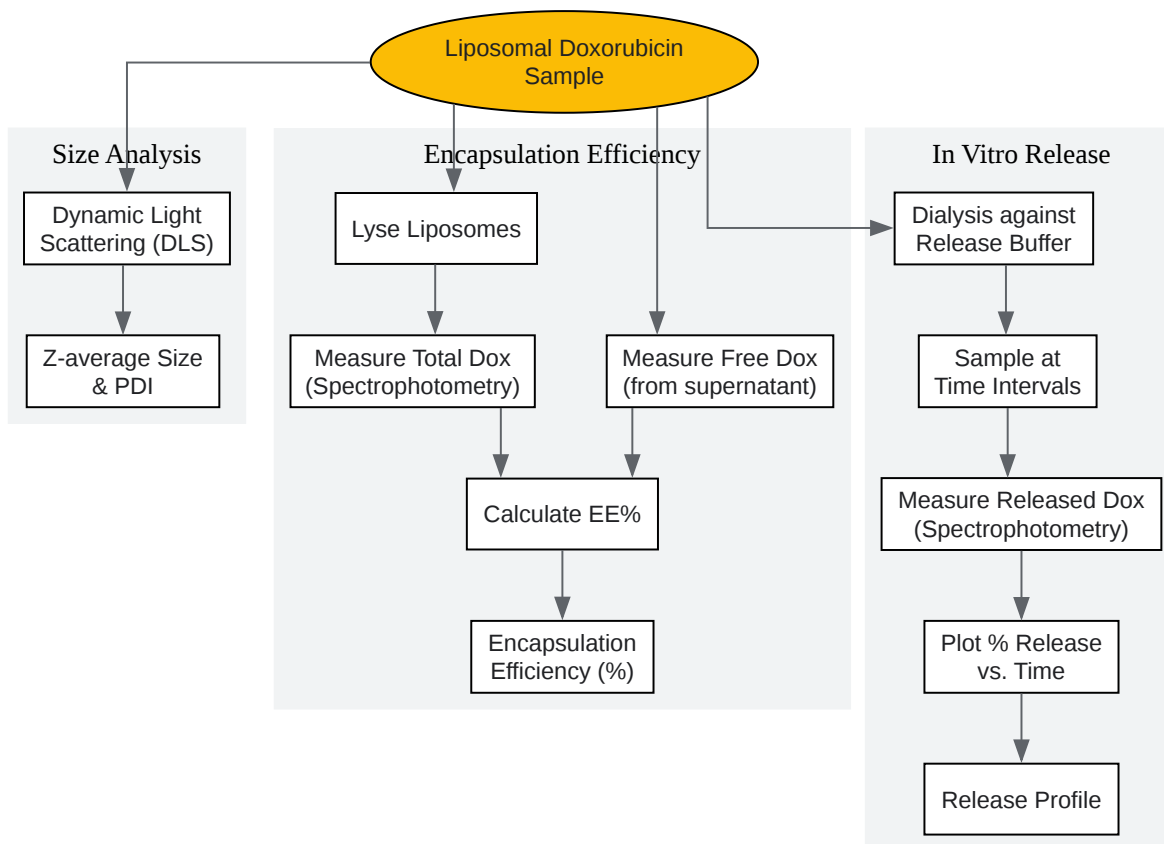 Liposomal Doxorubicin
Sample
Size Analysis
Dynamic Light
Scattering (DLS)
Z-average Size
& PDI
Encapsulation Efficiency
Lyse Liposomes
Measure Total Dox
(Spectrophotometry)
Measure Free Dox
(from supernatant)
Calculate EE%
Encapsulation
Efficiency (%)
In Vitro Release
Dialysis against
Release Buffer
Sample at
Time Intervals
Measure Released Dox
(Spectrophotometry)
Plot % Release
vs. Time
Release Profile